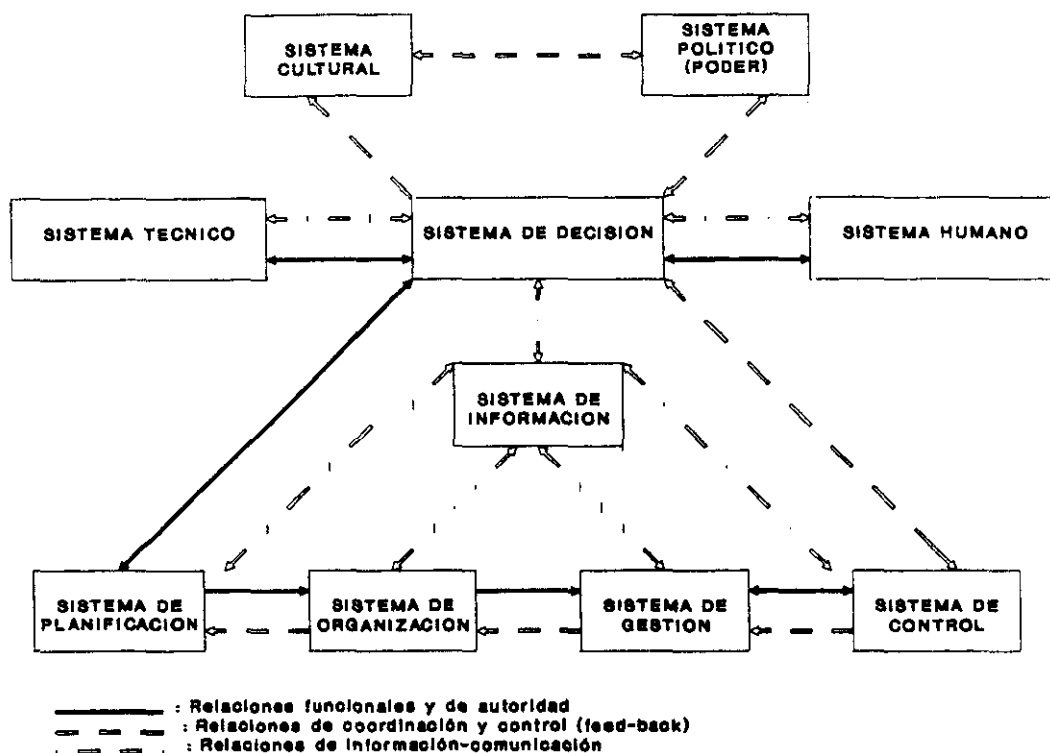 SISTEMA
CULTURAL
SISTEMA
POLITICO
(PODER)
SISTEMA TECNICO
SISTEMA DE DECISION
SISTEMA HUMANO
SISTEMA DE
INFORMACION
SISTEMA DE
PLANIFICACION
SISTEMA DE
ORGANIZACION
SISTEMA DE
GESTION
SISTEMA DE
CONTROL
: Relaciones funcionales y de autoridad
: Relaciones de coordinación y control (feed-back)
: Relaciones de información-comunicación